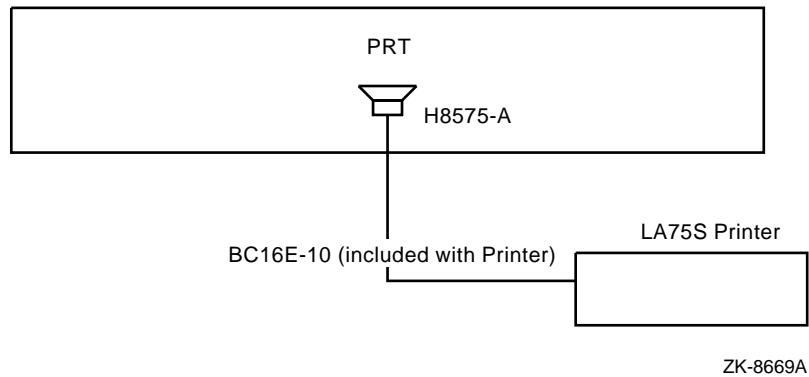 PRT
H8575-A
LA75S Printer
BC16E-10 (included with Printer)
ZK-8669A